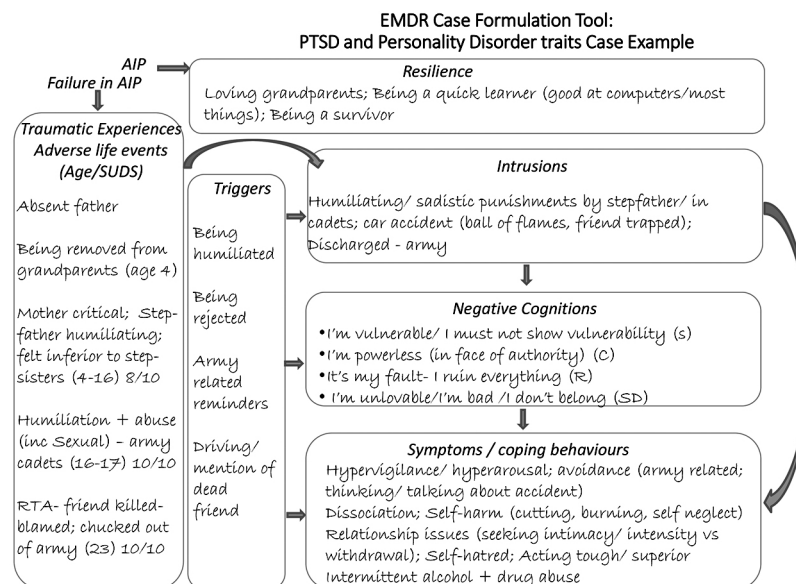 EMDR Case Formulation Tool:
PTSD and Personality Disorder traits Case Example
AIP
Failure in AIP
Resilience
Loving grandparents; Being a quick learner (good at computers/most
things); Being a survivor
Traumatic Experiences
Adverse life events
(Age/SUDS)
Absent father
Being removed from
grandparents (age 4)
Mother critical; Step-
father humiliating;
felt inferior to step-
sisters (4-16) 8/10
Humiliation + abuse
(inc Sexual) - army
cadets (16-17) 10/10
RTA- friend killed-
blamed; chucked out
of army (23) 10/10
Triggers
Being
humiliated
Being
rejected
Army
related
reminders
Driving/
mention of
dead
friend
Intrusions
Humiliating/ sadistic punishments by stepfather/ in
cadets; car accident (ball of flames, friend trapped);
Discharged - army
Negative Cognitions
•I'm vulnerable/ I must not show vulnerability (S)
•I'm powerless (in face of authority) (C)
•It's my fault- I ruin everything (R)
• I'm unlovable/I'm bad /I don't belong (SD)
Symptoms / coping behaviours
Hypervigilance/ hyperarousal; avoidance (army related;
thinking/ talking about accident)
Dissociation; Self-harm (cutting, burning, self neglect)
Relationship issues (seeking intimacy/ intensity vs
withdrawal); Self-hatred; Acting tough/ superior
Intermittent alcohol + drug abuse